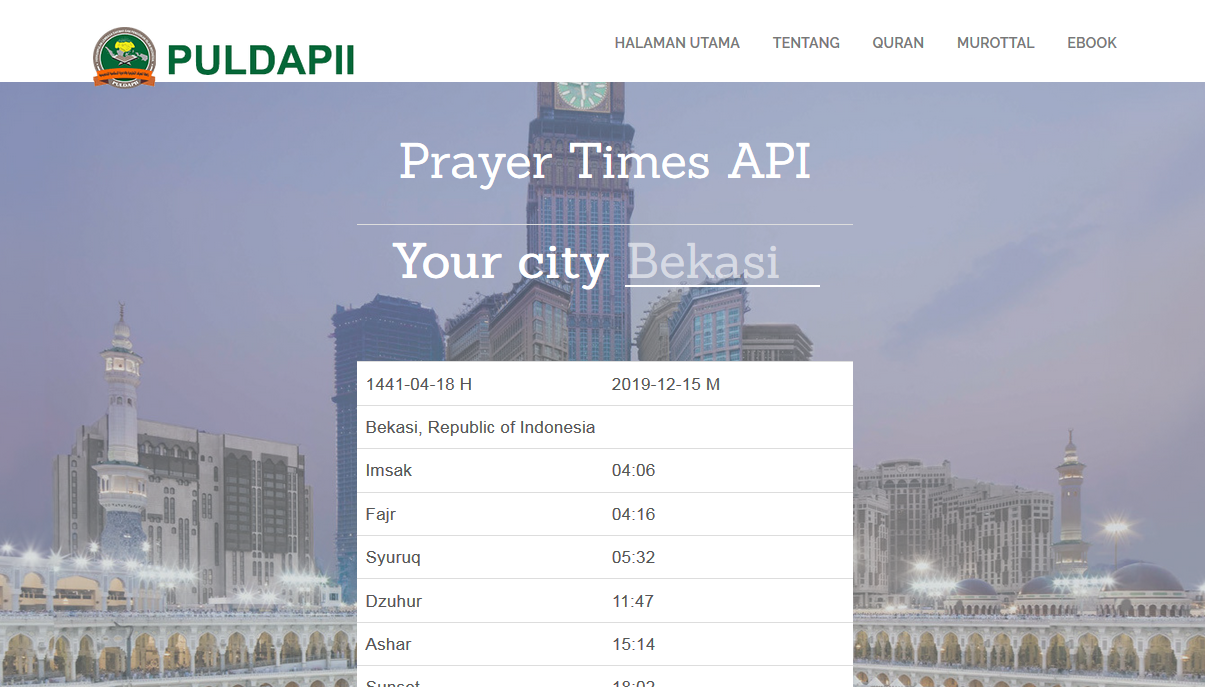 PULDAPII
HALAMAN UTAMA TENTANG QURAN MUROTTAL EBOOK
Prayer Times API
Your city Bekasi
1441-04-18 H 2019-12-15 M
Bekasi, Republic of Indonesia
Imsak 04:06
Fajr 04:16
Syuruq 05:32
Dzuhur 11:47
Ashar 15:14
Sunset 18:02